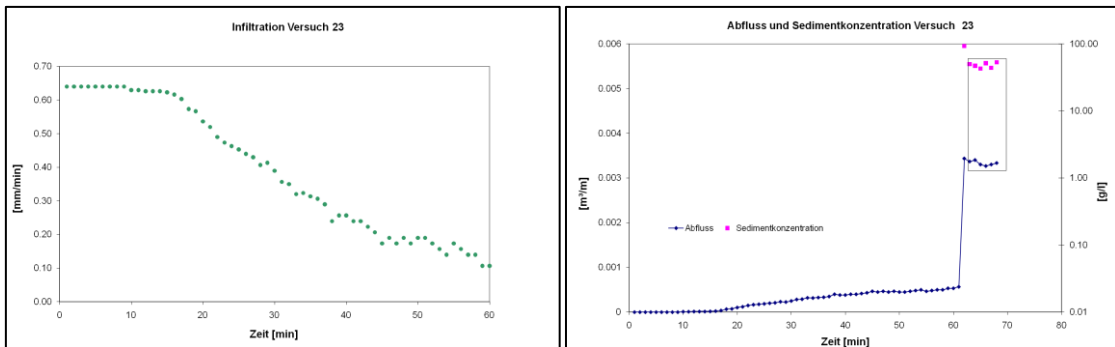 Infiltration Versuch 23
0.70
0.60
0.50
0.40
0.30
0.20
0.10
0.00
[mm/min]
0 10 20 30 40 50 60
Zeit [min]
Abfluss und Sedimentkonzentration Versuch 23
0.006
0.005
0.004
0.003
0.002
0.001
0
[m³/m]
100.00
10.00
1.00
0.10
0.01
[g/l]
Abfluss Sedimentkonzentration
0 10 20 30 40 50 60 70 80
Zeit [min]